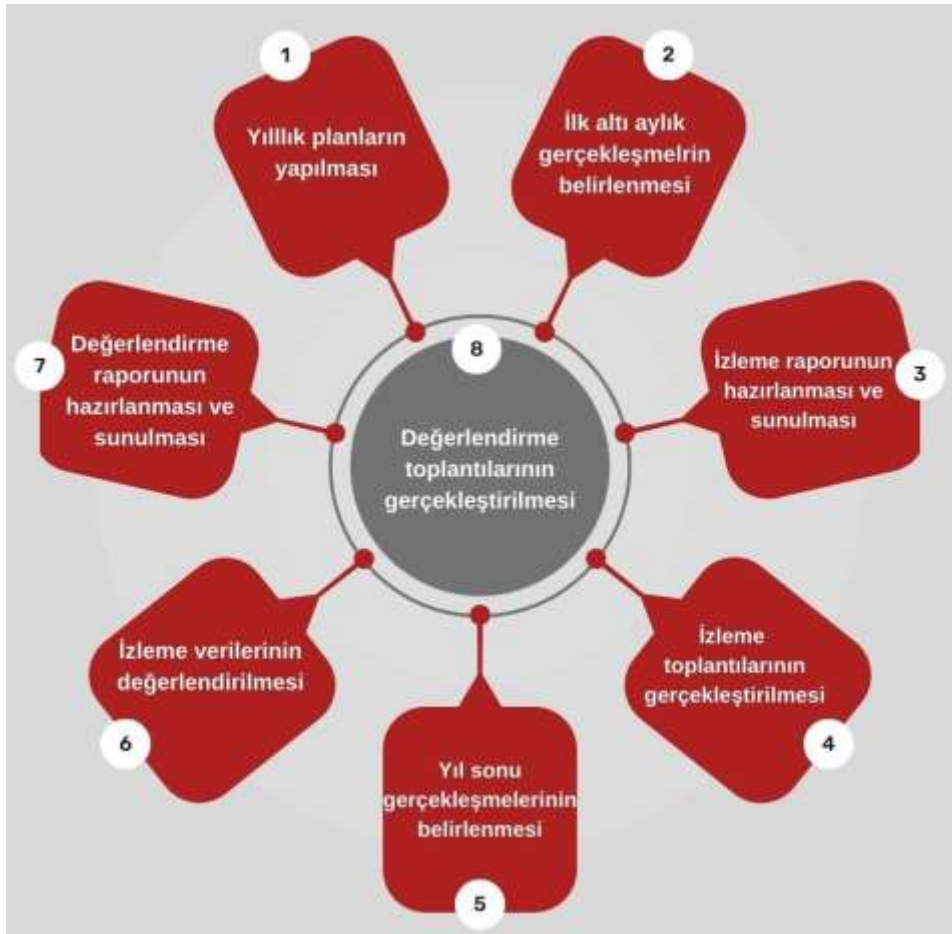 1
Yılllık planların
yapılması
2
İlk altı aylık
gerçekleşmelrin
belirlenmesi
3
İzleme raporunun
hazırlanması ve
sunulması
4
İzleme
toplantılarının
gerçekleştirilmesi
5
Yıl sonu
gerçekleşmelerinin
belirlenmesi
6
İzleme verilerinin
değerlendirilmesi
7
Değerlendirme
raporunun
hazırlanması ve
sunulması
8
Değerlendirme
toplantılarının
gerçekleştirilmesi